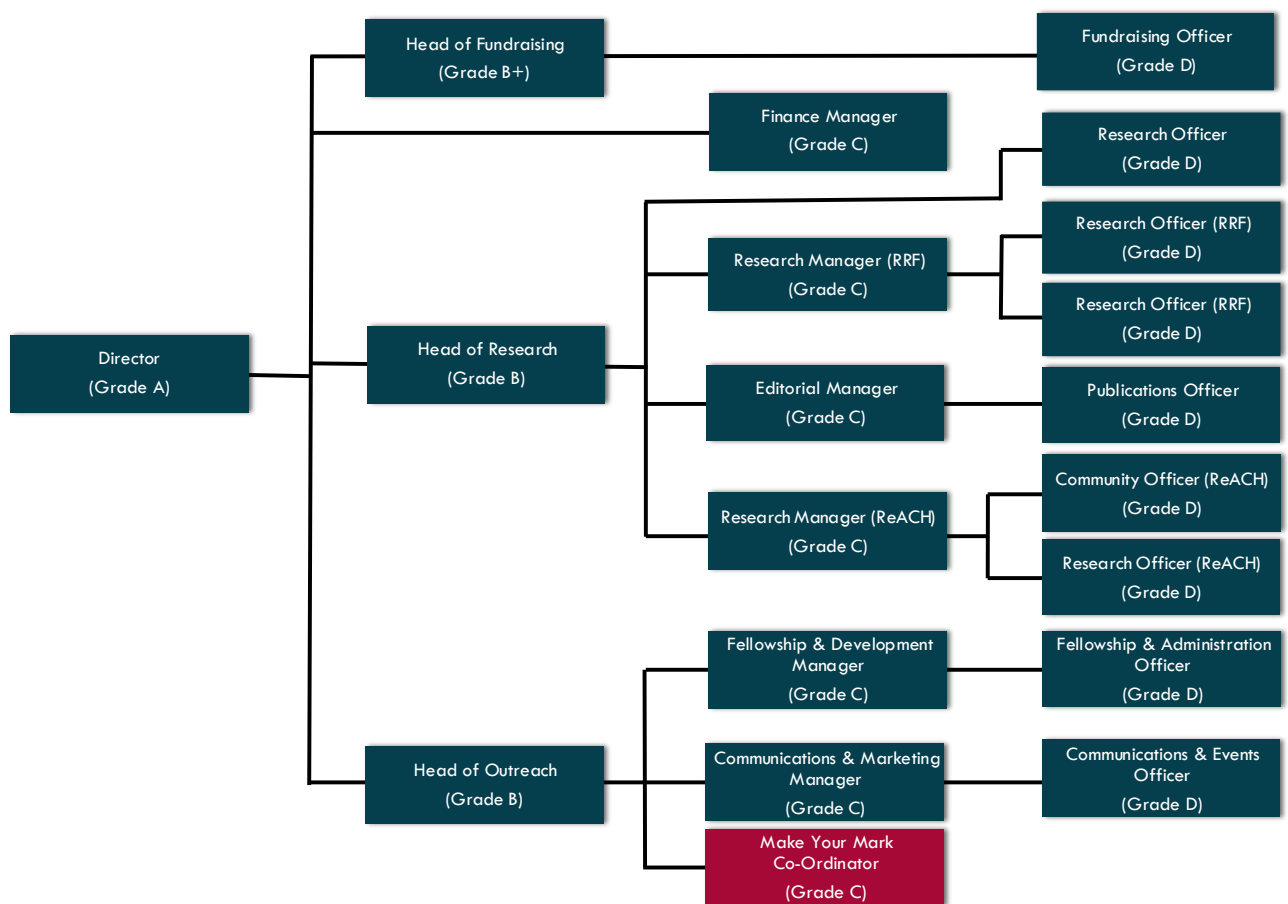 Head of Fundraising
(Grade B+)
Fundraising Officer
(Grade D)
Finance Manager
(Grade C)
Research Officer
(Grade D)
Research Manager (RRF)
(Grade C)
Research Officer (RRF)
(Grade D)
Research Officer (RRF)
(Grade D)
Director
(Grade A)
Head of Research
(Grade B)
Editorial Manager
(Grade C)
Publications Officer
(Grade D)
Research Manager (ReACH)
(Grade C)
Community Officer (ReACH)
(Grade D)
Research Officer (ReACH)
(Grade D)
Fellowship & Development
Manager
(Grade C)
Fellowship & Administration
Officer
(Grade D)
Head of Outreach
(Grade B)
Communications & Marketing
Manager
(Grade C)
Communications & Events
Officer
(Grade D)
Make Your Mark
Co-Ordinator
(Grade C)